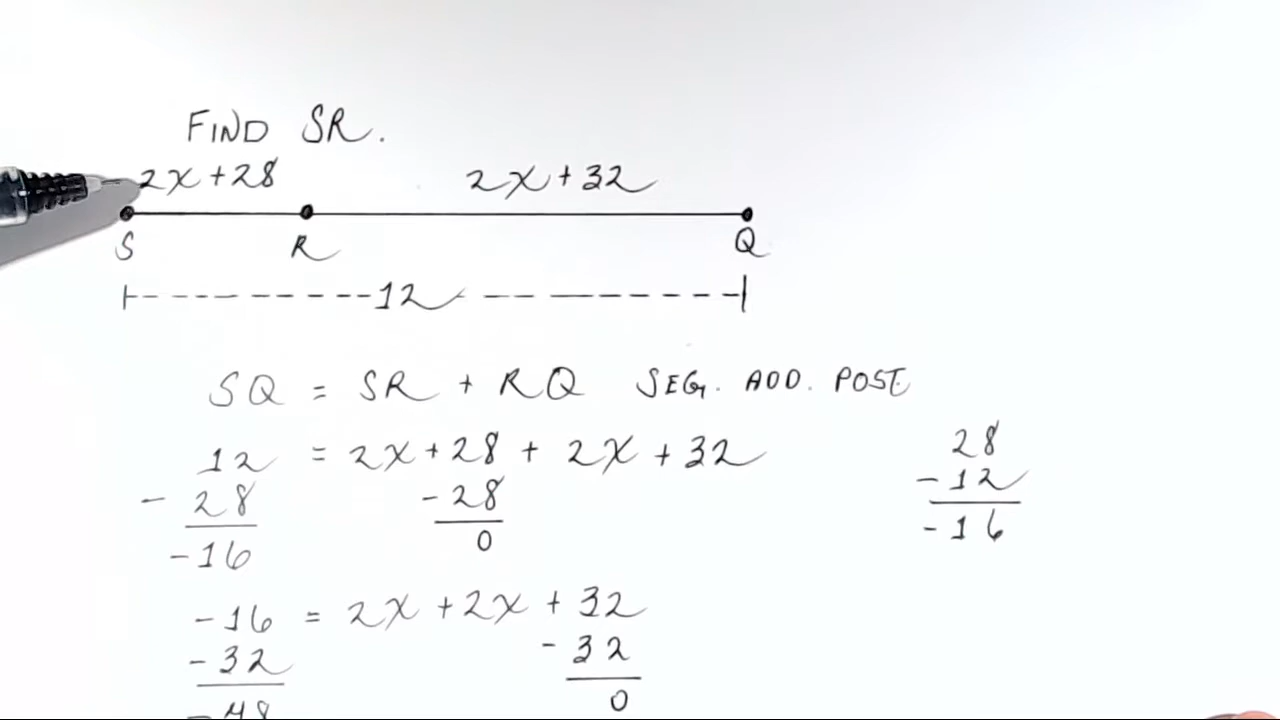 FIND SR.
2x+28 2x+32
S R Q
12
SQ = SR + RQ SEG. ADD. POST
12 = 2x+28 + 2x+32
- 28 - 28
-16 0
28
- 12
- 16
-16 = 2x+2x+32
- 32 - 32
- 48 0